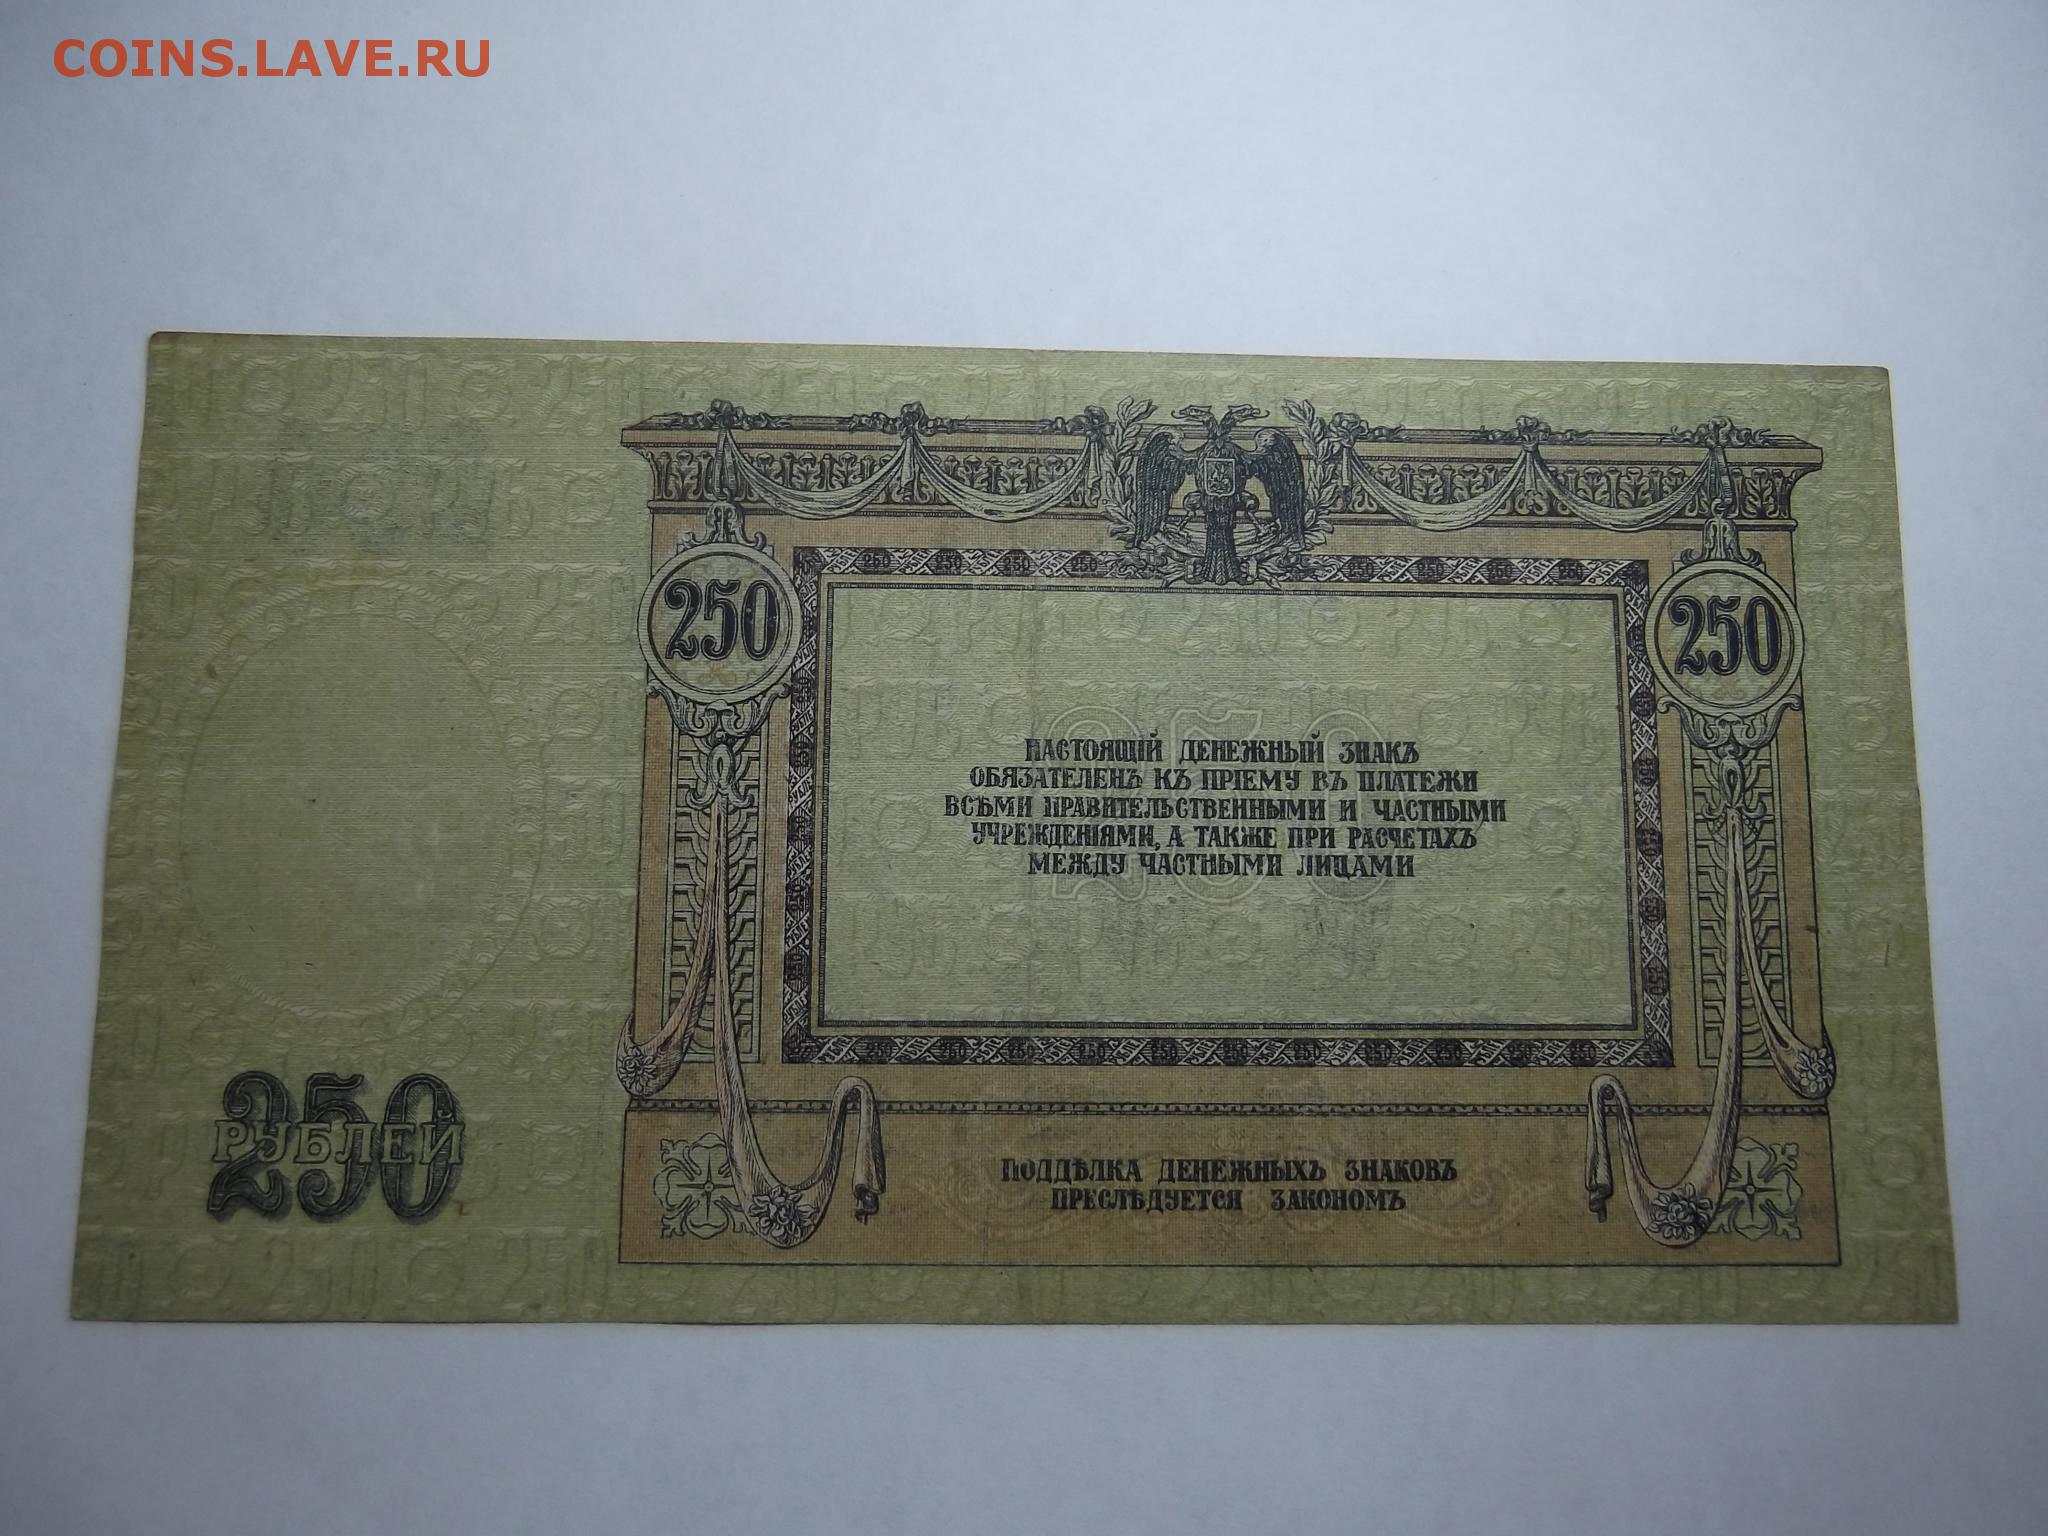 COINS.LAVE.RU
250
250
НАСТОЯЩІЙ ДЕНЕЖНЫЙ ЗНАКЪ
ОБЯЗАТЕЛЕНЪ КЪ ПРІЕМУ ВЪ ПЛАТЕЖИ
ВСѢМИ ПРАВИТЕЛЬСТВЕННЫМИ И ЧАСТНЫМИ
УЧРЕЖДЕНІЯМИ, А ТАКЖЕ ПРИ РАСЧЕТАХЪ
МЕЖДУ ЧАСТНЫМИ ЛИЦАМИ
250
РУБЛЕЙ
ПОДДѢЛКА ДЕНЕЖНЫХЪ ЗНАКОВЪ
ПРЕСЛѢДУЕТСЯ ЗАКОНОМЪ